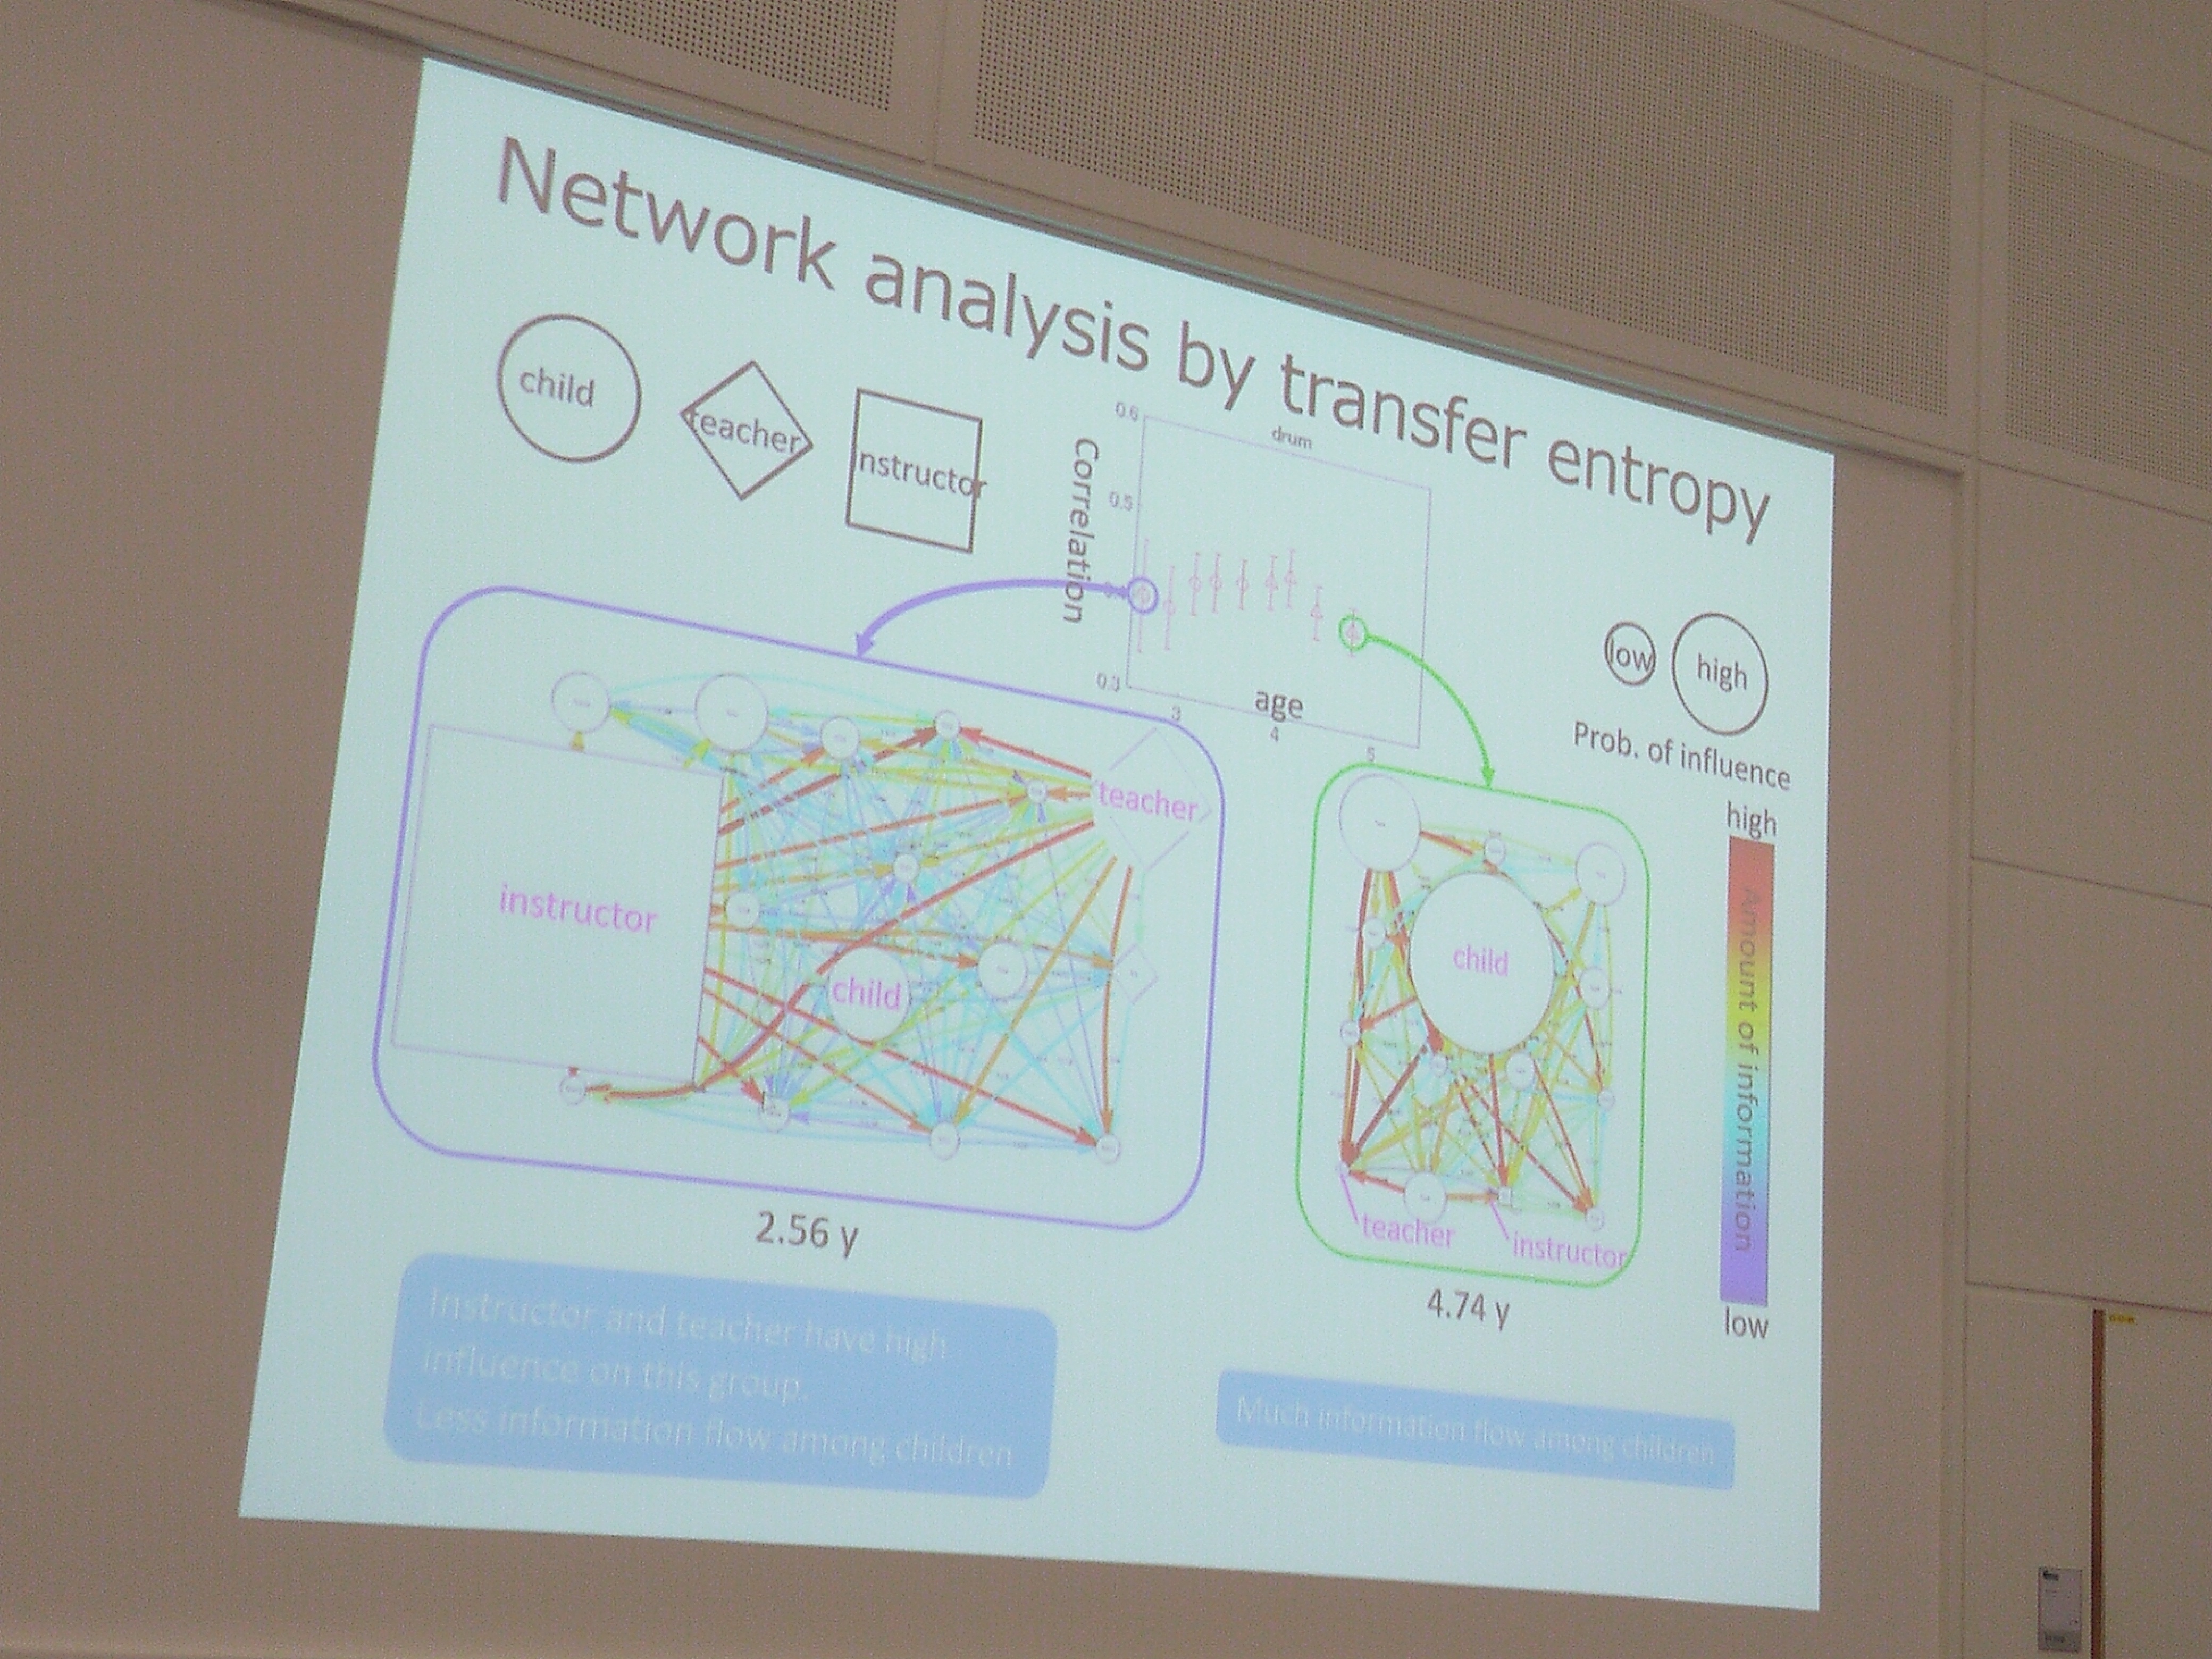 Network analysis by transfer entropy
child
teacher
nstructor
Correlation
0.6
0.5
0.3
drum
3
4
5
age
low
high
Prob. of influence
high
Amount of information
low
teacher
instructor
child
2.56 y
child
teacher
instructor
4.74 y
Instructor and teacher have high
influence on this group.
Less information flow among children
Much information flow among children